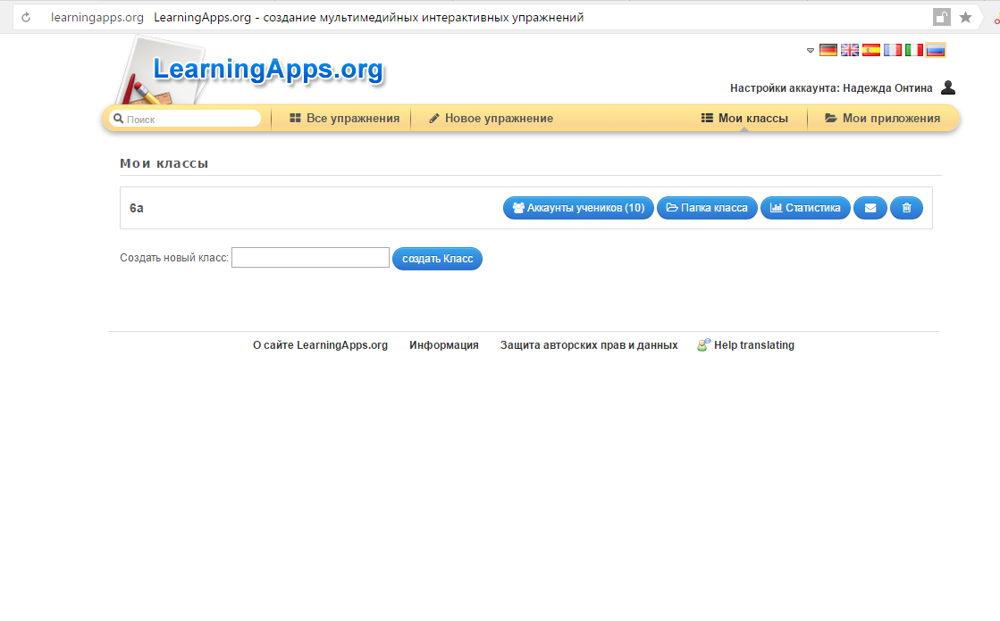 learningapps.org LearningApps.org - создание мультимедийных интерактивных упражнений
LearningApps.org
Настройки аккаунта: Надежда Онтина
Поиск Все упражнения Новое упражнение Мои классы Мои приложения
Мои классы
6а Аккаунты учеников (10) Папка класса Статистика
Создать новый класс: создать Класс
О сайте LearningApps.org Информация Защита авторских прав и данных Help translating